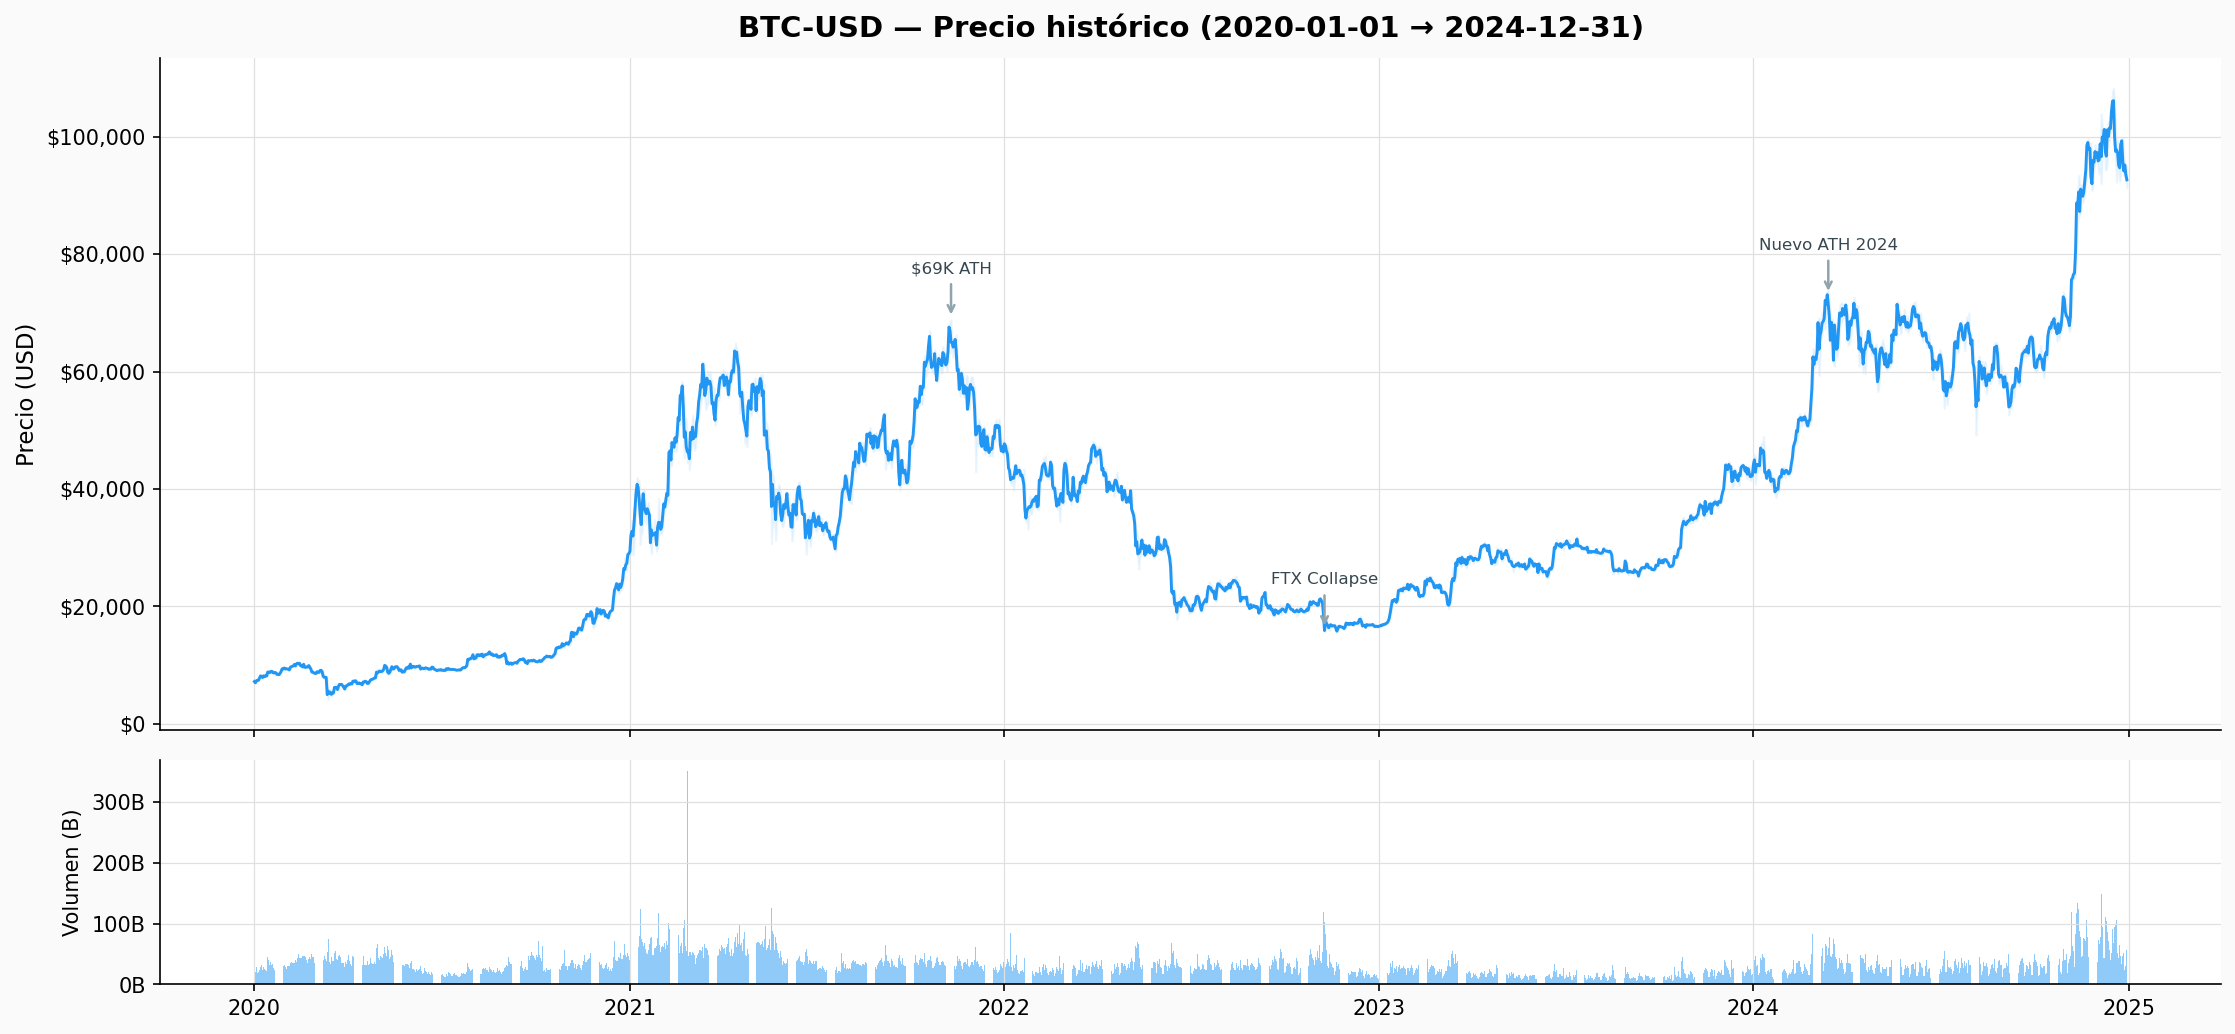 BTC-USD — Precio histórico (2020-01-01 → 2024-12-31)
Precio (USD)
$100,000
$80,000
$60,000
$40,000
$20,000
$0
$69K ATH
FTX Collapse
Nuevo ATH 2024
Volumen (B)
300B
200B
100B
0B
2020
2021
2022
2023
2024
2025